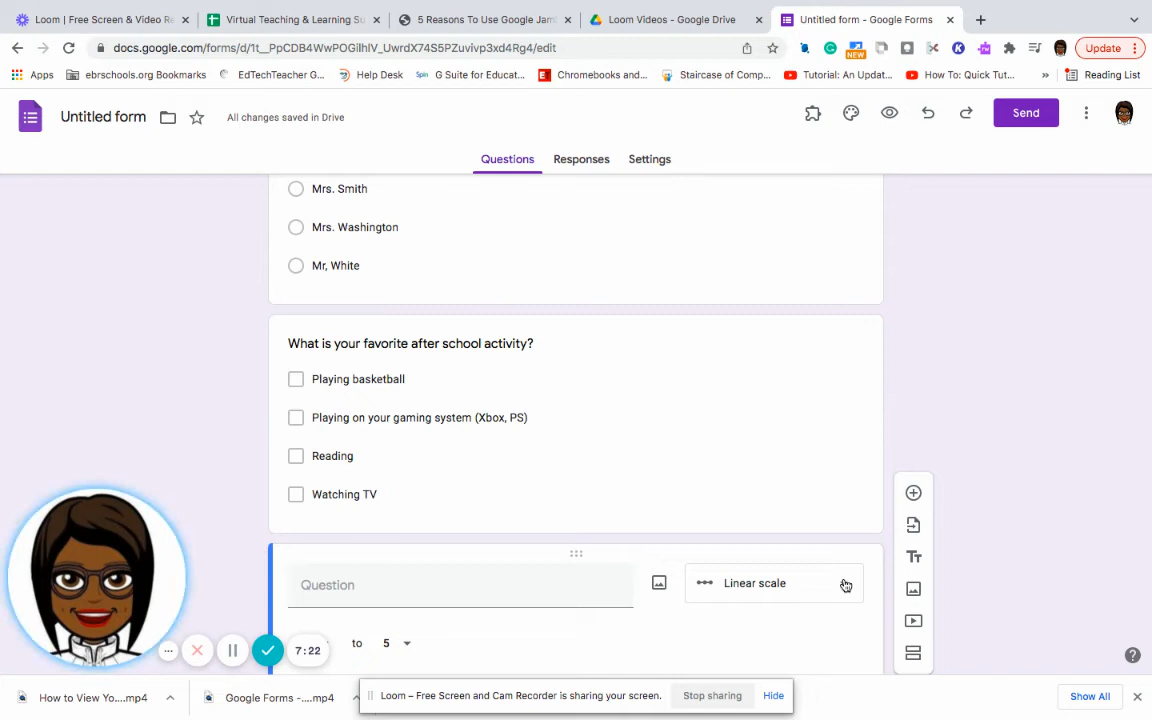 Loom | Free Screen & Video Re
Virtual Teaching & Learning Su
5 Reasons To Use Google Jam
Loom Videos - Google Drive
Untitled form - Google Forms
docs.google.com/forms/d/1t__PpCDB4WwPOGilhIV_UwrdX74S5PZuvivp3xd4Rg4/edit
NEW
Update
Apps
ebrschools.org Bookmarks
EdTechTeacher G...
Help Desk
Spin
G Suite for Educat...
ET
Chromebooks and...
Staircase of Comp...
Tutorial: An Updat...
How To: Quick Tut...
»
Reading List
Untitled form
All changes saved in Drive
Send
Questions
Responses
Settings
Mrs. Smith
Mrs. Washington
Mr, White
What is your favorite after school activity?
Playing basketball
Playing on your gaming system (Xbox, PS)
Reading
Watching TV
Question
Linear scale
to 5
7:22
How to View Yo....mp4
Google Forms -....mp4
Loom – Free Screen and Cam Recorder is sharing your screen.
Stop sharing
Hide
Show All